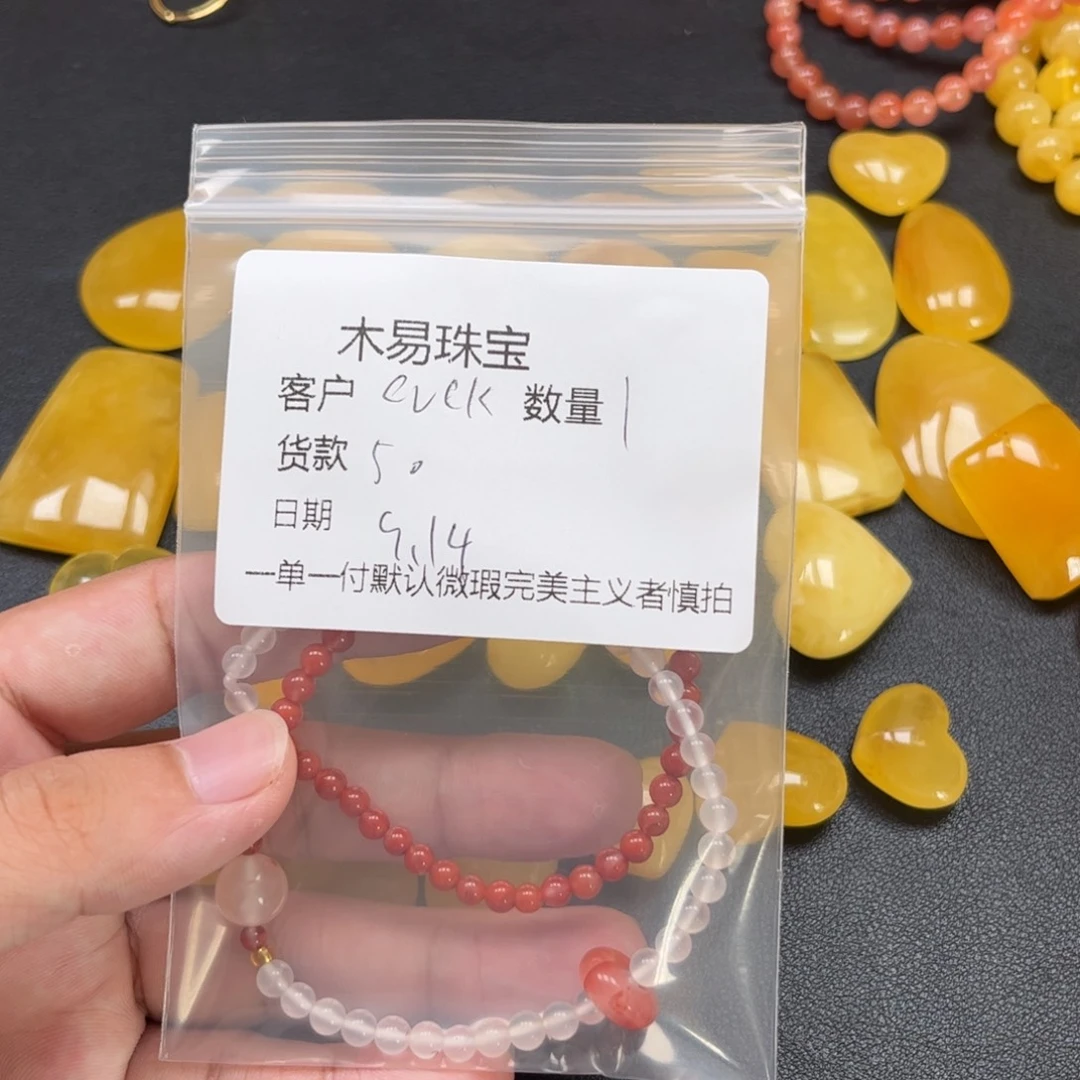 木易珠宝
客户 evek 数量 1
货款 50
日期 9.14
一单一付默认微瑕完美主义者慎拍